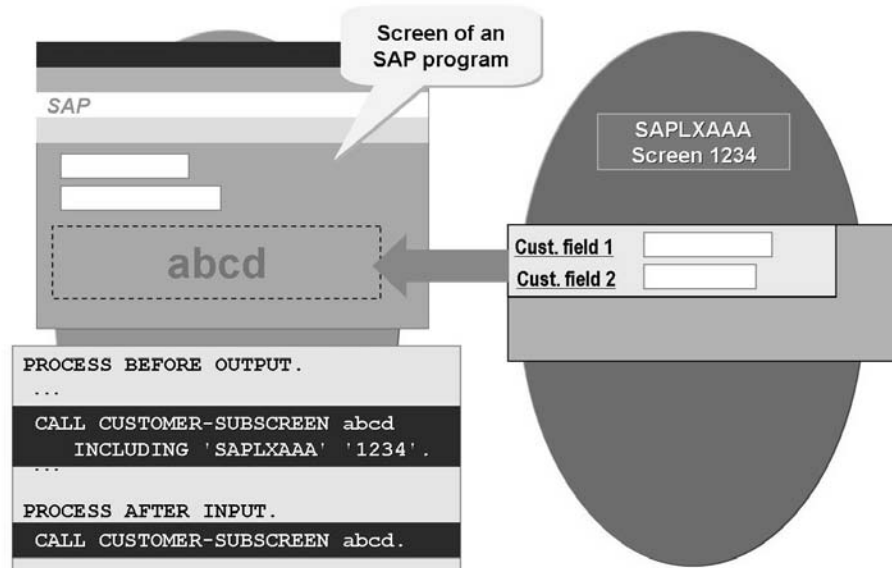 Screen of an
SAP program
SAP
abcd
SAPLXAAA
Screen 1234
Cust. field 1
Cust. field 2
PROCESS BEFORE OUTPUT.
...
CALL CUSTOMER-SUBSCREEN abcd
INCLUDING 'SAPLXAAA' '1234'.
...
PROCESS AFTER INPUT.
CALL CUSTOMER-SUBSCREEN abcd.